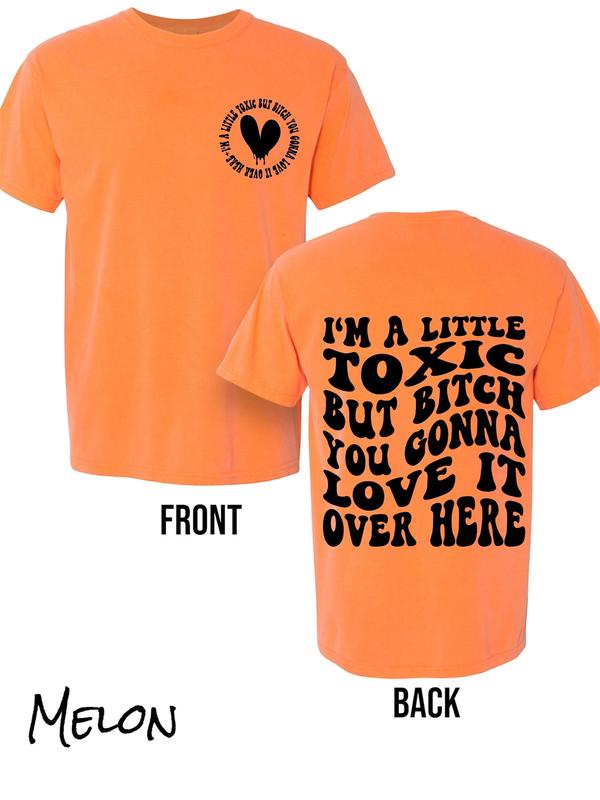 I'M A LITTLE TOXIC BUT BITCH YOU GONNA LOVE IT OVER HERE •
I'M A LITTLE
TOXIC
BUT BITCH
YOU GONNA
LOVE IT
OVER HERE
FRONT
BACK
MELON